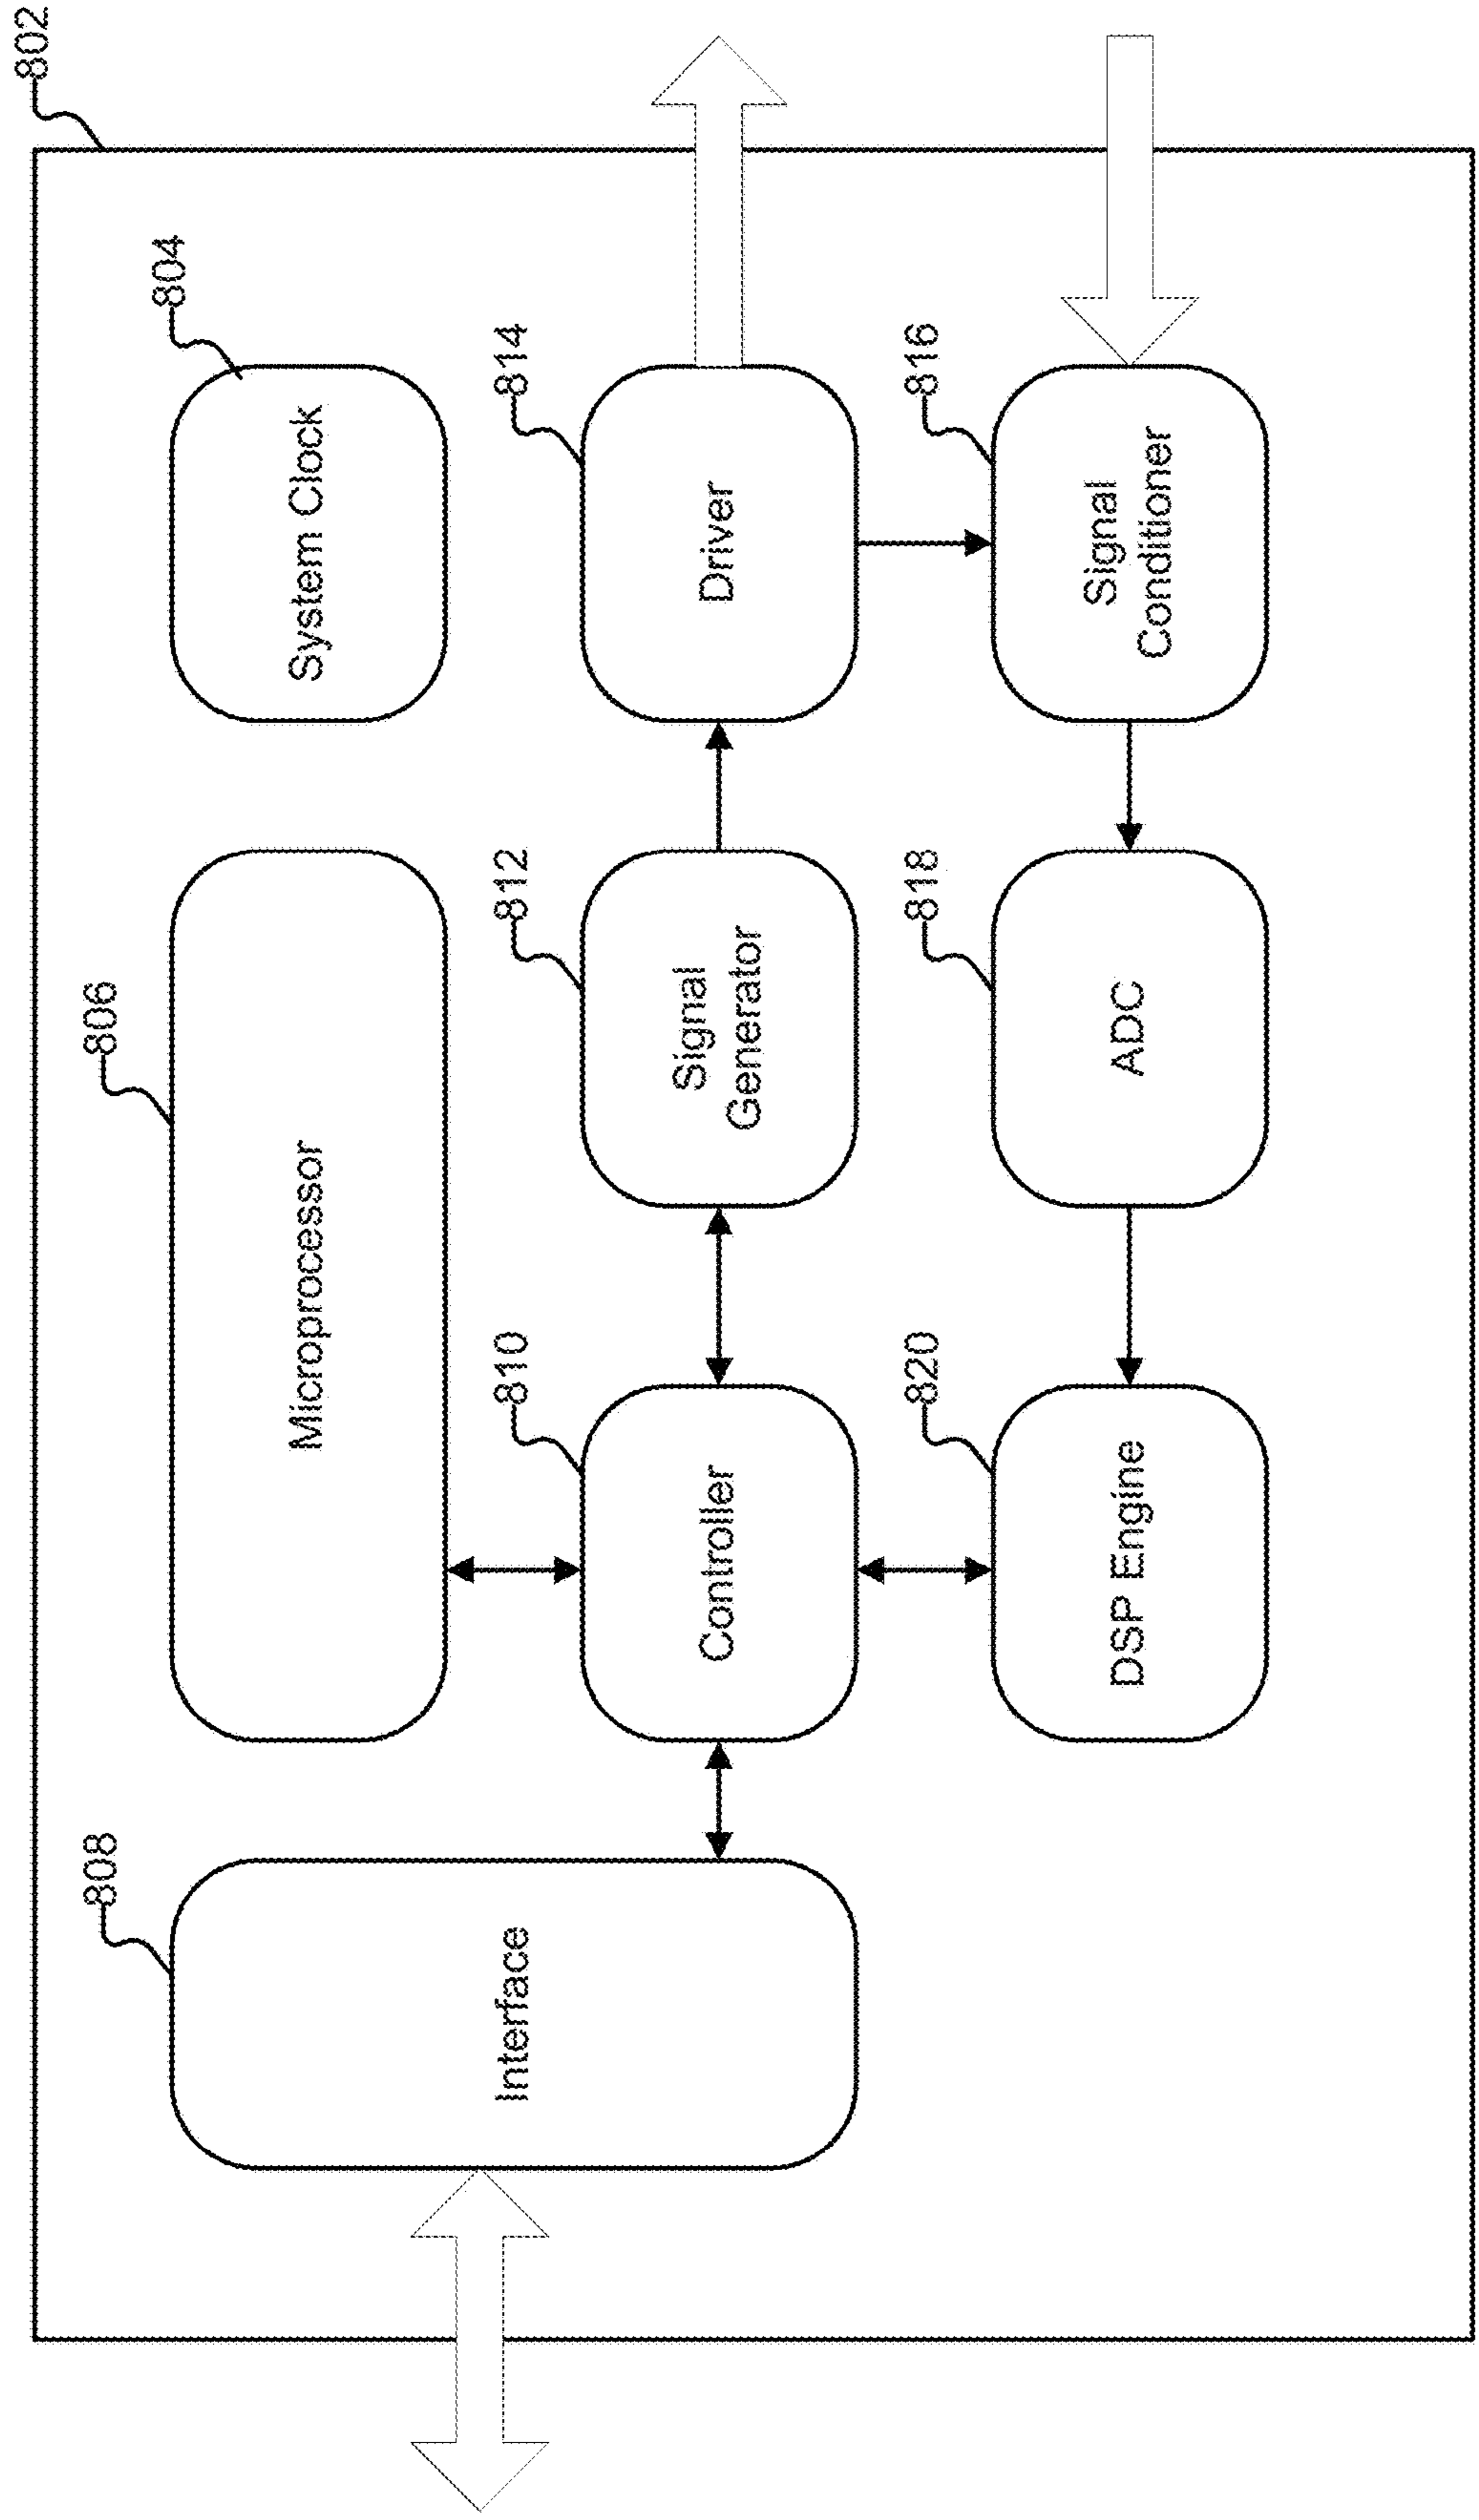 802
808
Interface
806
Microprocessor
804
System Clock
810
Controller
812
Signal
Generator
814
Driver
820
DSP Engine
818
ADC
816
Signal
Conditioner